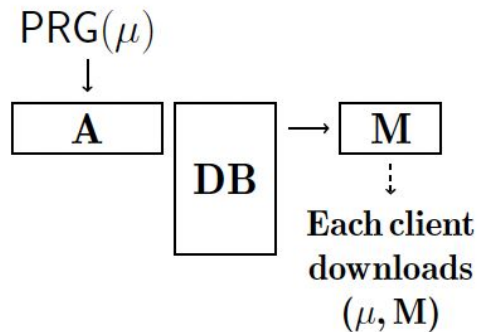 PRG(μ)
A
DB
M
Each client
downloads
(μ, M)